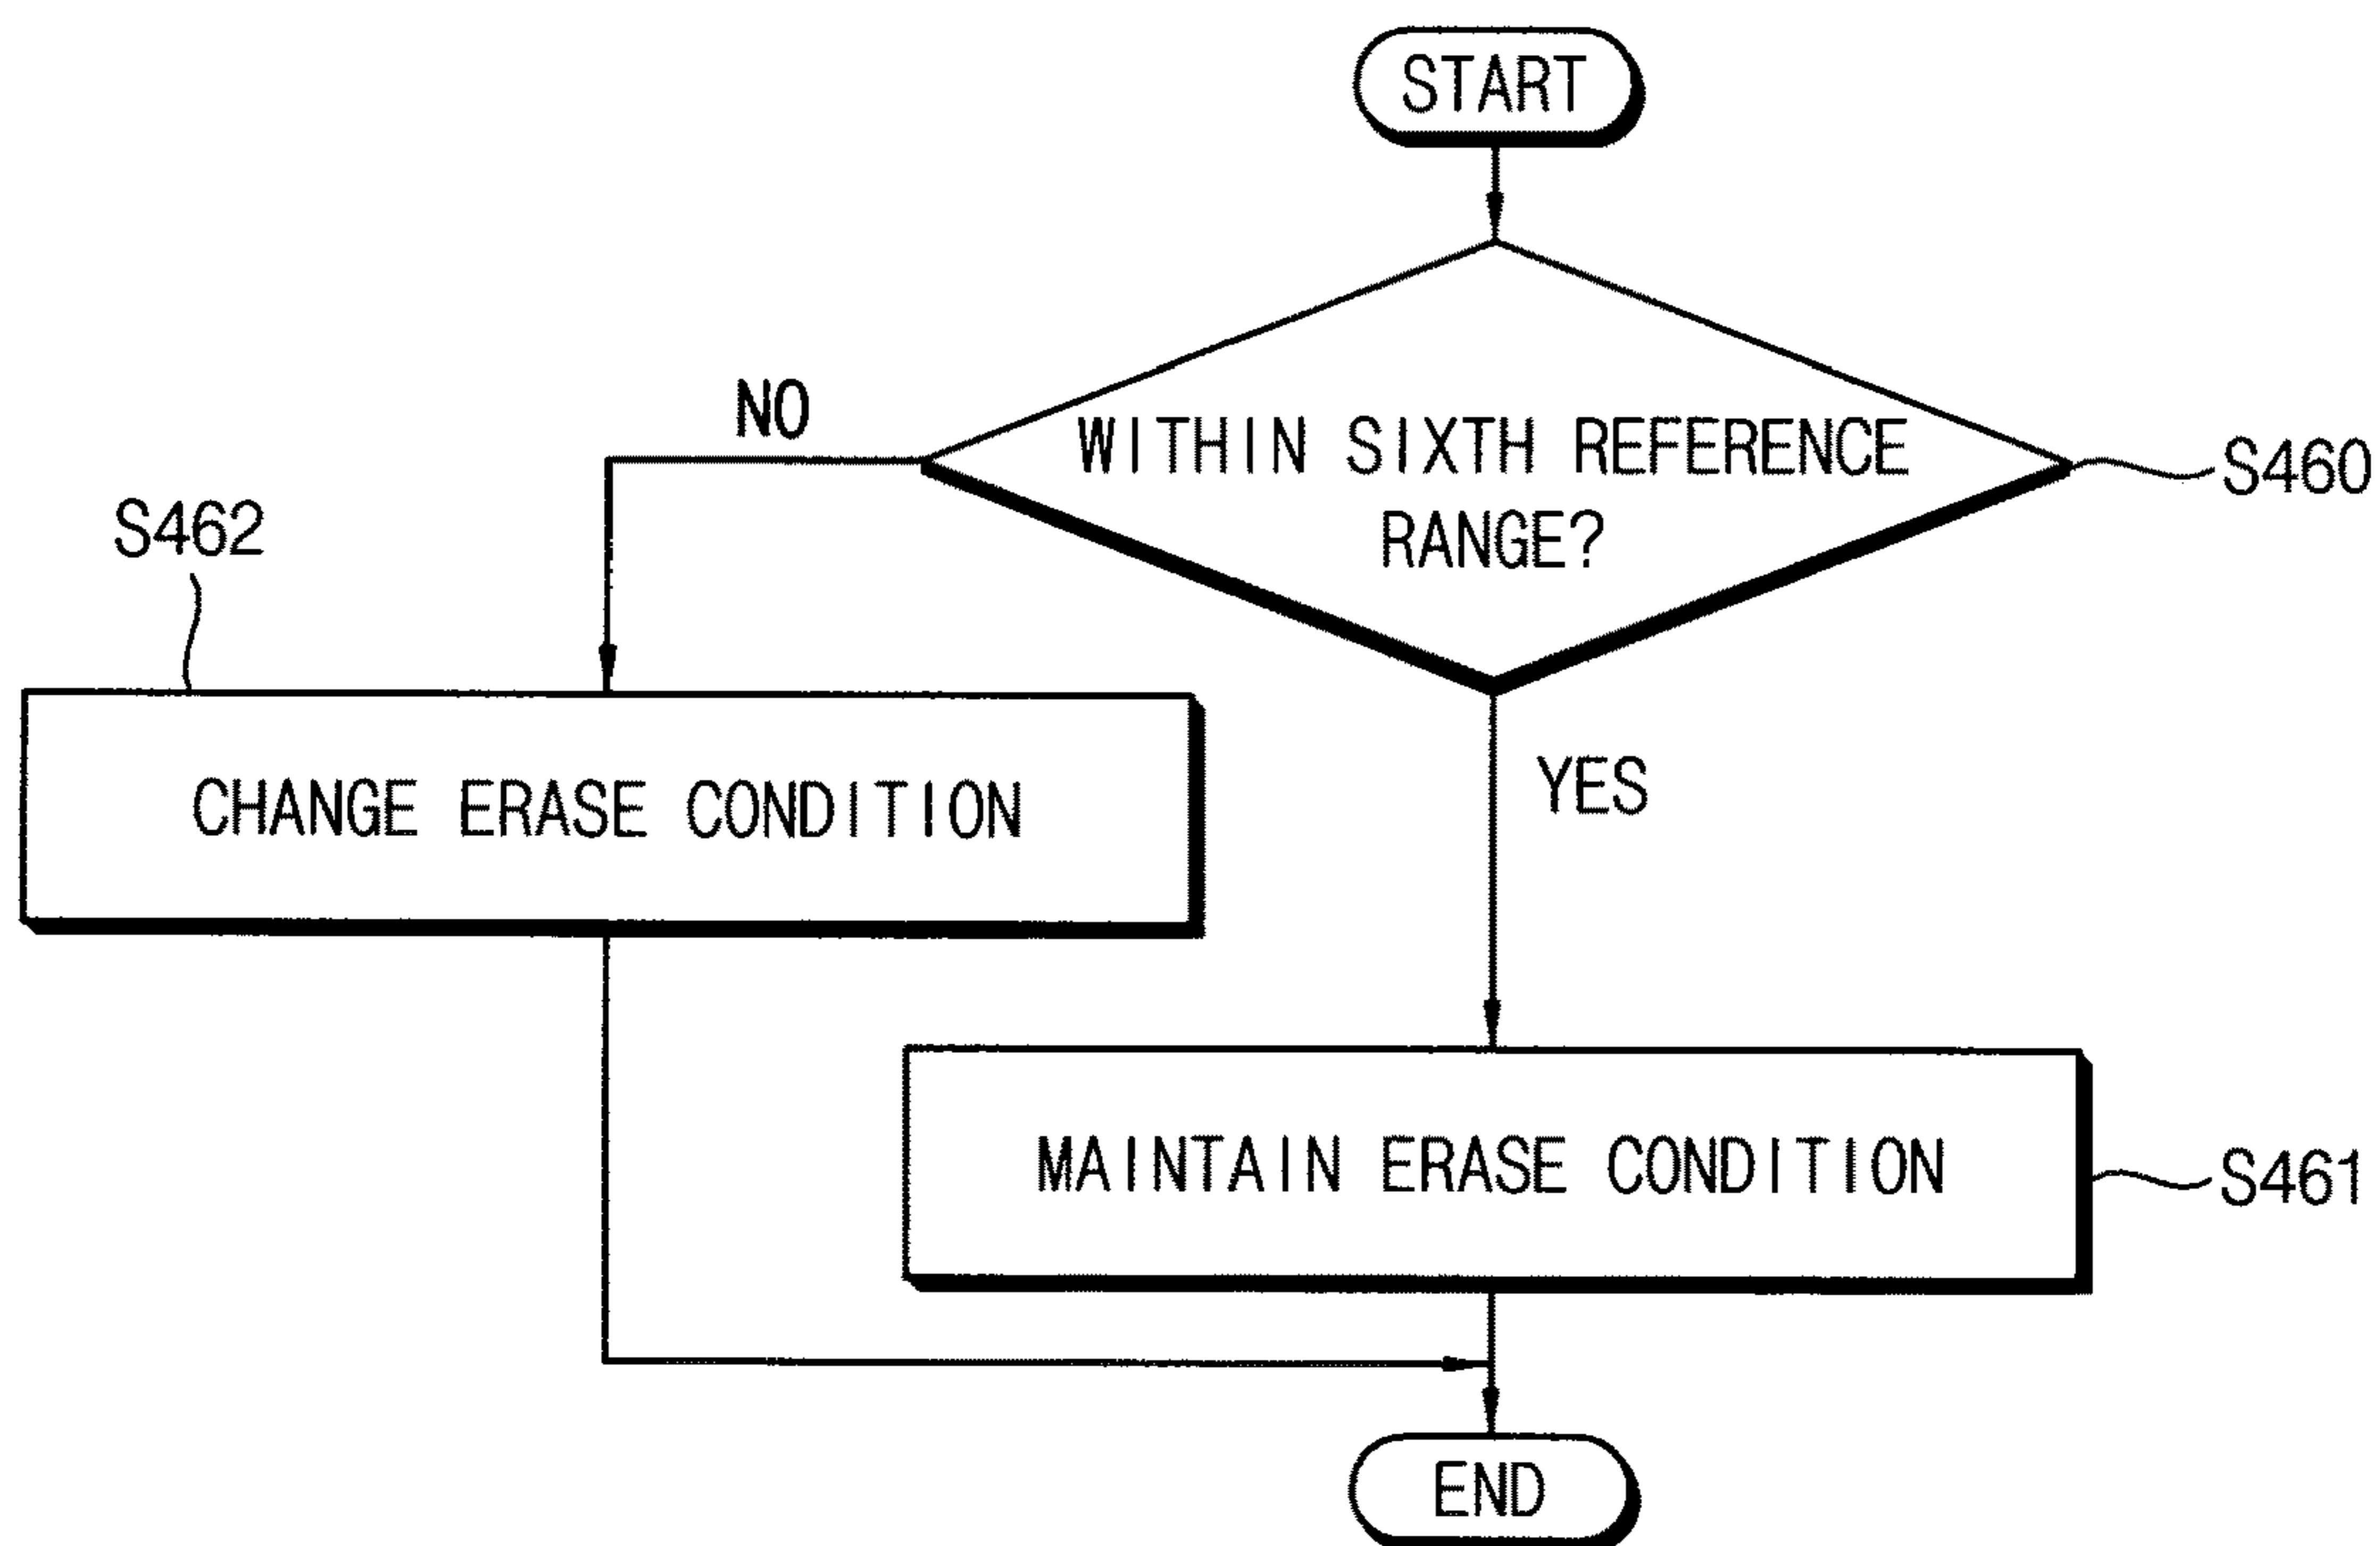 START
NO
WITHIN SIXTH REFERENCE
RANGE?
S460
S462
CHANGE ERASE CONDITION
YES
MAINTAIN ERASE CONDITION
S461
END